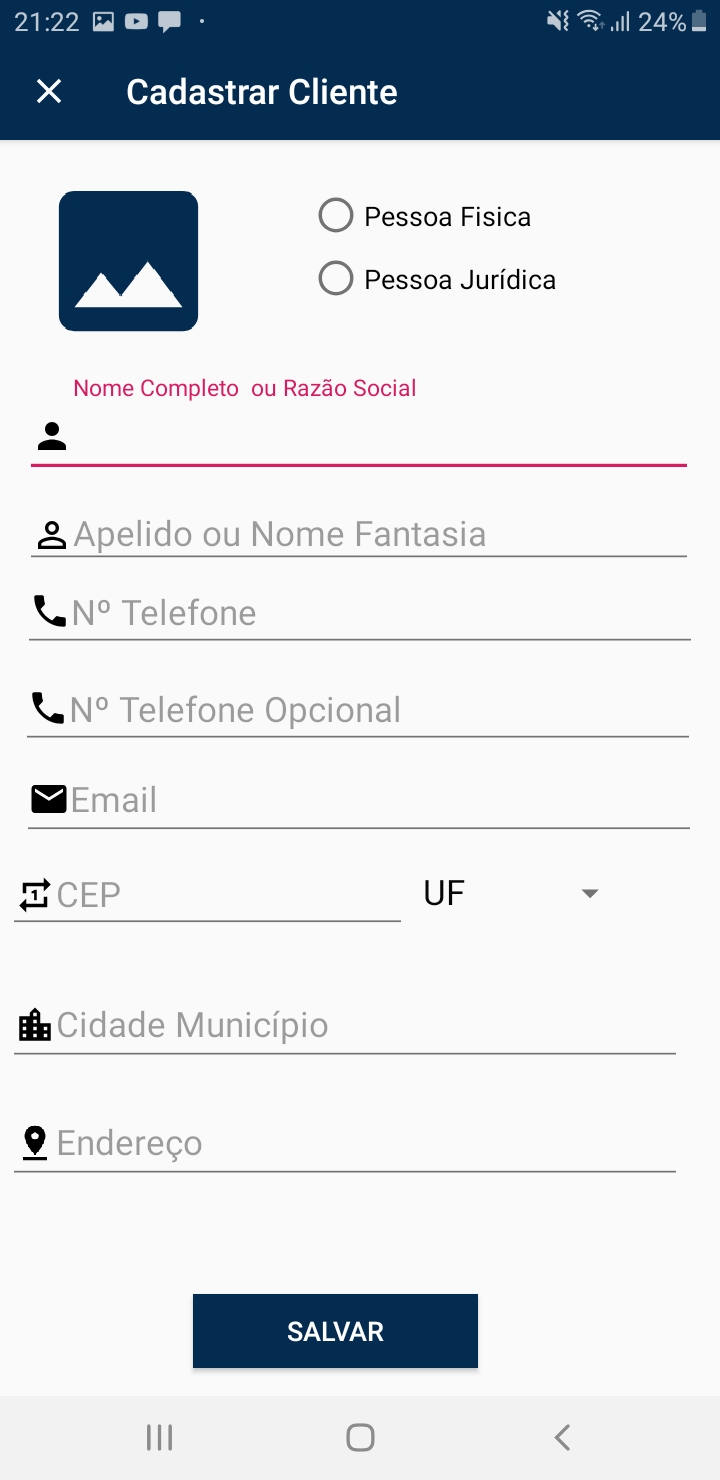 21:22 24%
Cadastrar Cliente
Pessoa Fisica
Pessoa Jurídica
Nome Completo  ou Razão Social
Apelido ou Nome Fantasia
Nº Telefone
Nº Telefone Opcional
Email
1 CEP UF
Cidade Município
Endereço
SALVAR